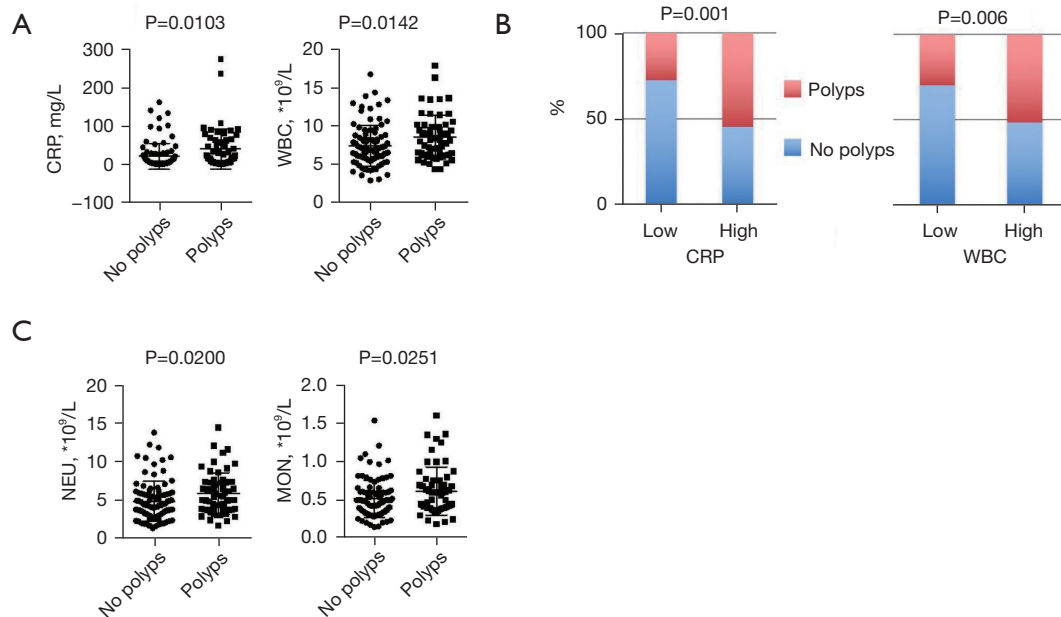 A
P=0.0103
CRP, mg/L
300
200
100
0
−100
No polyps
Polyps
P=0.0142
WBC, *10⁹/L
20
15
10
5
0
No polyps
Polyps
B
P=0.001
%
100
50
0
Low
High
CRP
Polyps
No polyps
P=0.006
Low
High
WBC
C
P=0.0200
NEU, *10⁹/L
20
15
10
5
0
No polyps
Polyps
P=0.0251
MON, *10⁹/L
2.0
1.5
1.0
0.5
0.0
No polyps
Polyps